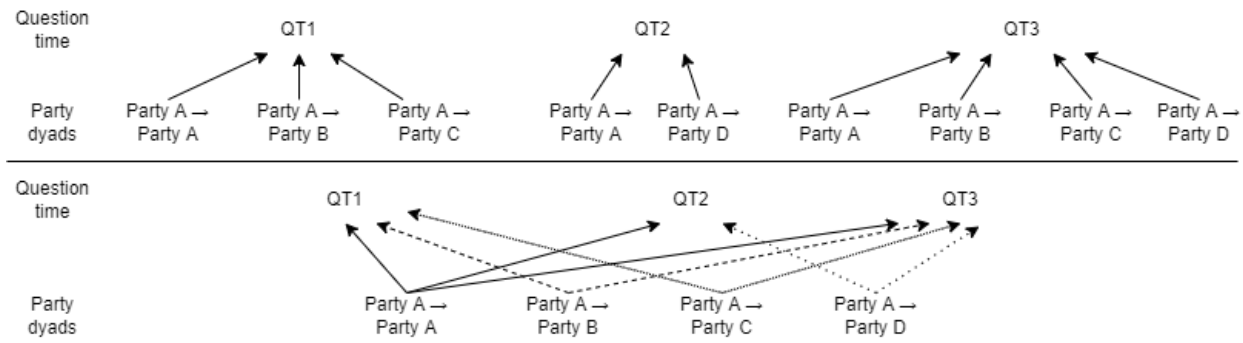 Question
time
QT1
QT2
QT3
Party
dyads
Party A →
Party A
Party A →
Party B
Party A →
Party C
Party A →
Party A
Party A →
Party D
Party A →
Party A
Party A →
Party B
Party A →
Party C
Party A →
Party D
Question
time
QT1
QT2
QT3
Party
dyads
Party A →
Party A
Party A →
Party B
Party A →
Party C
Party A →
Party D